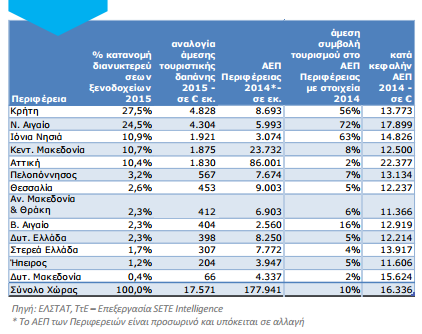 Περιφέρεια | % κατανομή διανυκτερεύ σεων ξενοδοχείων 2015 | αναλογία άμεσης τουριστικής δαπάνης 2015 - σε € εκ. | ΑΕΠ Περιφέρειας 2014*- σε € εκ. | άμεση συμβολή τουρισμού στο ΑΕΠ Περιφέρειας με στοιχεία 2014 | κατά κεφαλήν ΑΕΠ 2014 - σε €
Κρήτη 27,5% 4.828 8.693 56% 13.773
Ν. Αιγαίο 24,5% 4.304 5.993 72% 17.899
Ιόνια Νησιά 10,9% 1.921 3.074 63% 14.826
Κεντ. Μακεδονία 10,7% 1.875 23.732 8% 12.500
Αττική 10,4% 1.830 86.001 2% 22.377
Πελοπόννησος 3,2% 567 7.674 7% 13.134
Θεσσαλία 2,6% 453 9.003 5% 12.237
Αν. Μακεδονία
& Θράκη 2,3% 412 6.903 6% 11.366
Β. Αιγαίο 2,3% 404 2.560 16% 12.919
Δυτ. Ελλάδα 2,3% 398 8.250 5% 12.214
Στερεά Ελλάδα 1,7% 307 7.772 4% 13.917
Ήπειρος 1,2% 204 3.947 5% 11.606
Δυτ. Μακεδονία 0,4% 66 4.337 2% 15.624
Σύνολο Χώρας 100,0% 17.571 177.941 10% 16.336,
Πηγή: ΕΛΣΤΑΤ, ΤτΕ – Επεξεργασία SETE Intelligence
* Το ΑΕΠ των Περιφερειών είναι προσωρινό και υπόκειται σε αλλαγή